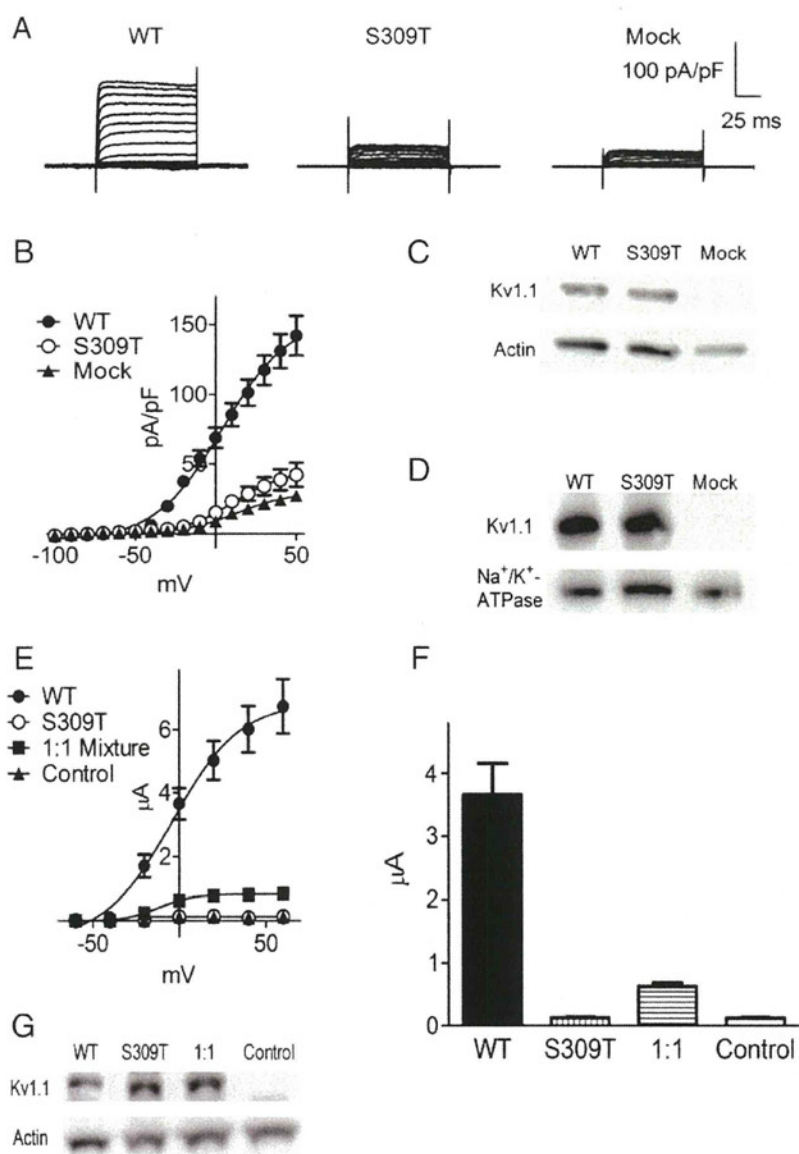 A
WT
S309T
Mock
100 pA/pF
25 ms
B
WT
S309T
Mock
pA/pF
150
100
50
-100
-50
50
mV
C
WT
S309T
Mock
Kv1.1
Actin
D
WT
S309T
Mock
Kv1.1
Na⁺/K⁺-
ATPase
E
WT
S309T
1:1 Mixture
Control
μA
6
4
2
-50
50
mV
F
μA
4
3
2
1
0
WT
S309T
1:1
Control
G
WT
S309T
1:1
Control
Kv1.1
Actin